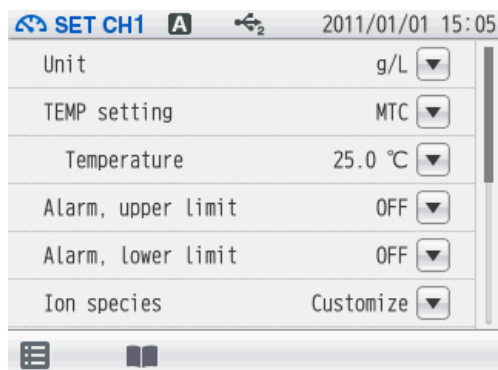 SET CH1 A 2 2011/01/01 15:05
Unit g/L
TEMP setting MTC
Temperature 25.0 ℃
Alarm, upper limit OFF
Alarm, lower limit OFF
Ion species Customize